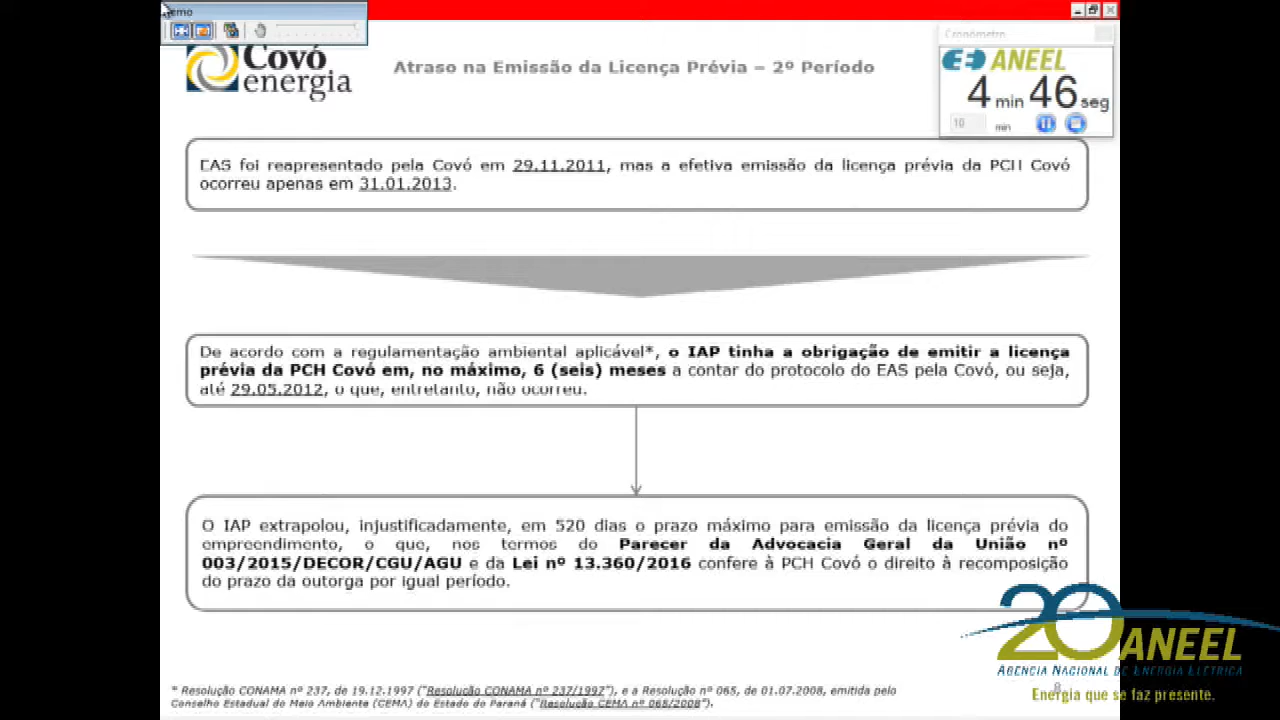 emo
Covó
energia
Atraso na Emissão da Licença Prévia – 2º Período
Cronômetro
ANEEL
4 min 46 seg
10 min
EAS foi reapresentado pela Covó em 29.11.2011, mas a efetiva emissão da licença prévia da PCH Covó
ocorreu apenas em 31.01.2013.
De acordo com a regulamentação ambiental aplicável*, o IAP tinha a obrigação de emitir a licença
prévia da PCH Covó em, no máximo, 6 (seis) meses a contar do protocolo do EAS pela Covó, ou seja,
até 29.05.2012, o que, entretanto, não ocorreu.
O IAP extrapolou, injustificadamente, em 520 dias o prazo máximo para emissão da licença prévia do
empreendimento, o que, nos termos do Parecer da Advocacia Geral da União nº
003/2015/DECOR/CGU/AGU e da Lei nº 13.360/2016 confere à PCH Covó o direito à recomposição
do prazo da outorga por igual período.
20 ANEEL
AGENCIA NACIONAL DE ENERGIA ELÉTRICA
8
Energia que se faz presente.
* Resolução CONAMA nº 237, de 19.12.1997 ("Resolução CONAMA nº 237/1997"), e a Resolução nº 065, de 01.07.2008, emitida pelo
Conselho Estadual do Meio Ambiente (CEMA) do Estado do Paraná ("Resolução CEMA nº 065/2008").